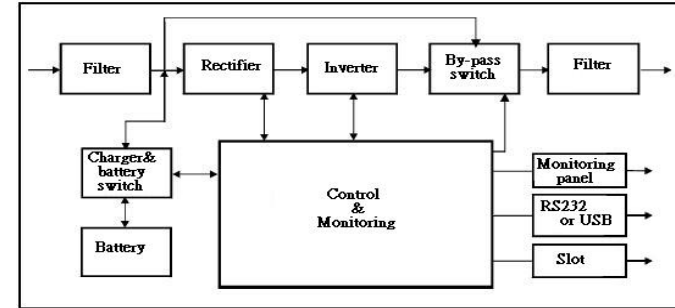 Filter
Rectifier
Inverter
By-pass
switch
Filter
Charger&
battery
switch
Control
&
Monitoring
Monitoring
panel
RS232
or USB
Battery
Slot